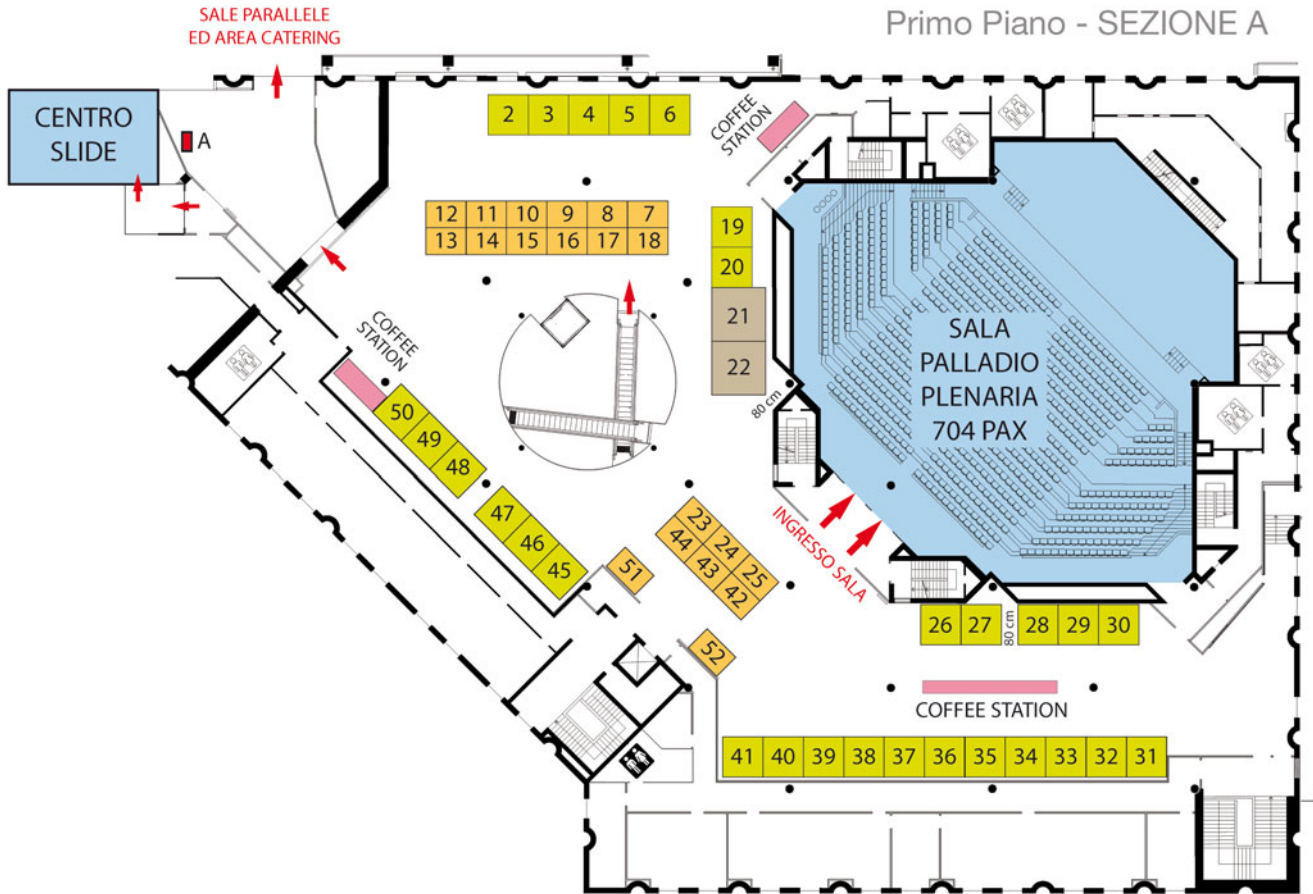 Primo Piano - SEZIONE A
SALE PARALLELE
ED AREA CATERING
CENTRO
SLIDE
A
2 3 4 5 6
COFFEE
STATION
12 11 10 9 8 7
13 14 15 16 17 18
19
20
21
22
80 cm
SALA
PALLADIO
PLENARIA
704 PAX
COFFEE
STATION
50
49
48
47
46
45
51
52
23
24
25
44
43
42
INGRESSO SALA
26 27
80 cm
28 29 30
COFFEE STATION
41 40 39 38 37 36 35 34 33 32 31